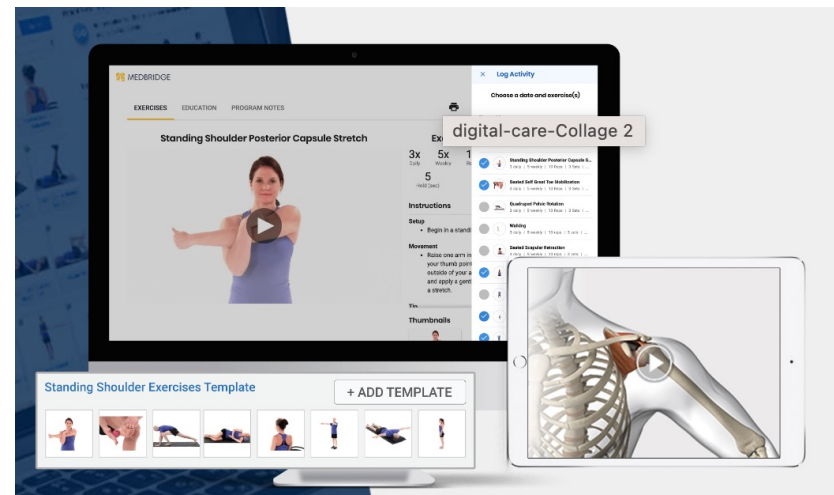 MEDBRIDGE
EXERCISES EDUCATION PROGRAM NOTES
Standing Shoulder Posterior Capsule Stretch
3x 5x
Daily Weekly
5
Hold (sec)
Instructions
Setup
Begin in a standi
Movement
Raise one arm in
your thumb poin
outside of your a
and apply a gent
a stretch.
Tip
Thumbnails
× Log Activity
Choose a date and exercise(s)
digital-care-Collage 2
Standing Shoulder Posterior Capsule S...
Seated Self Great Toe Mobilization
Quadruped Pelvic Rotation
Walking
Seated Scapular Retraction
Standing Shoulder Exercises Template
+ ADD TEMPLATE